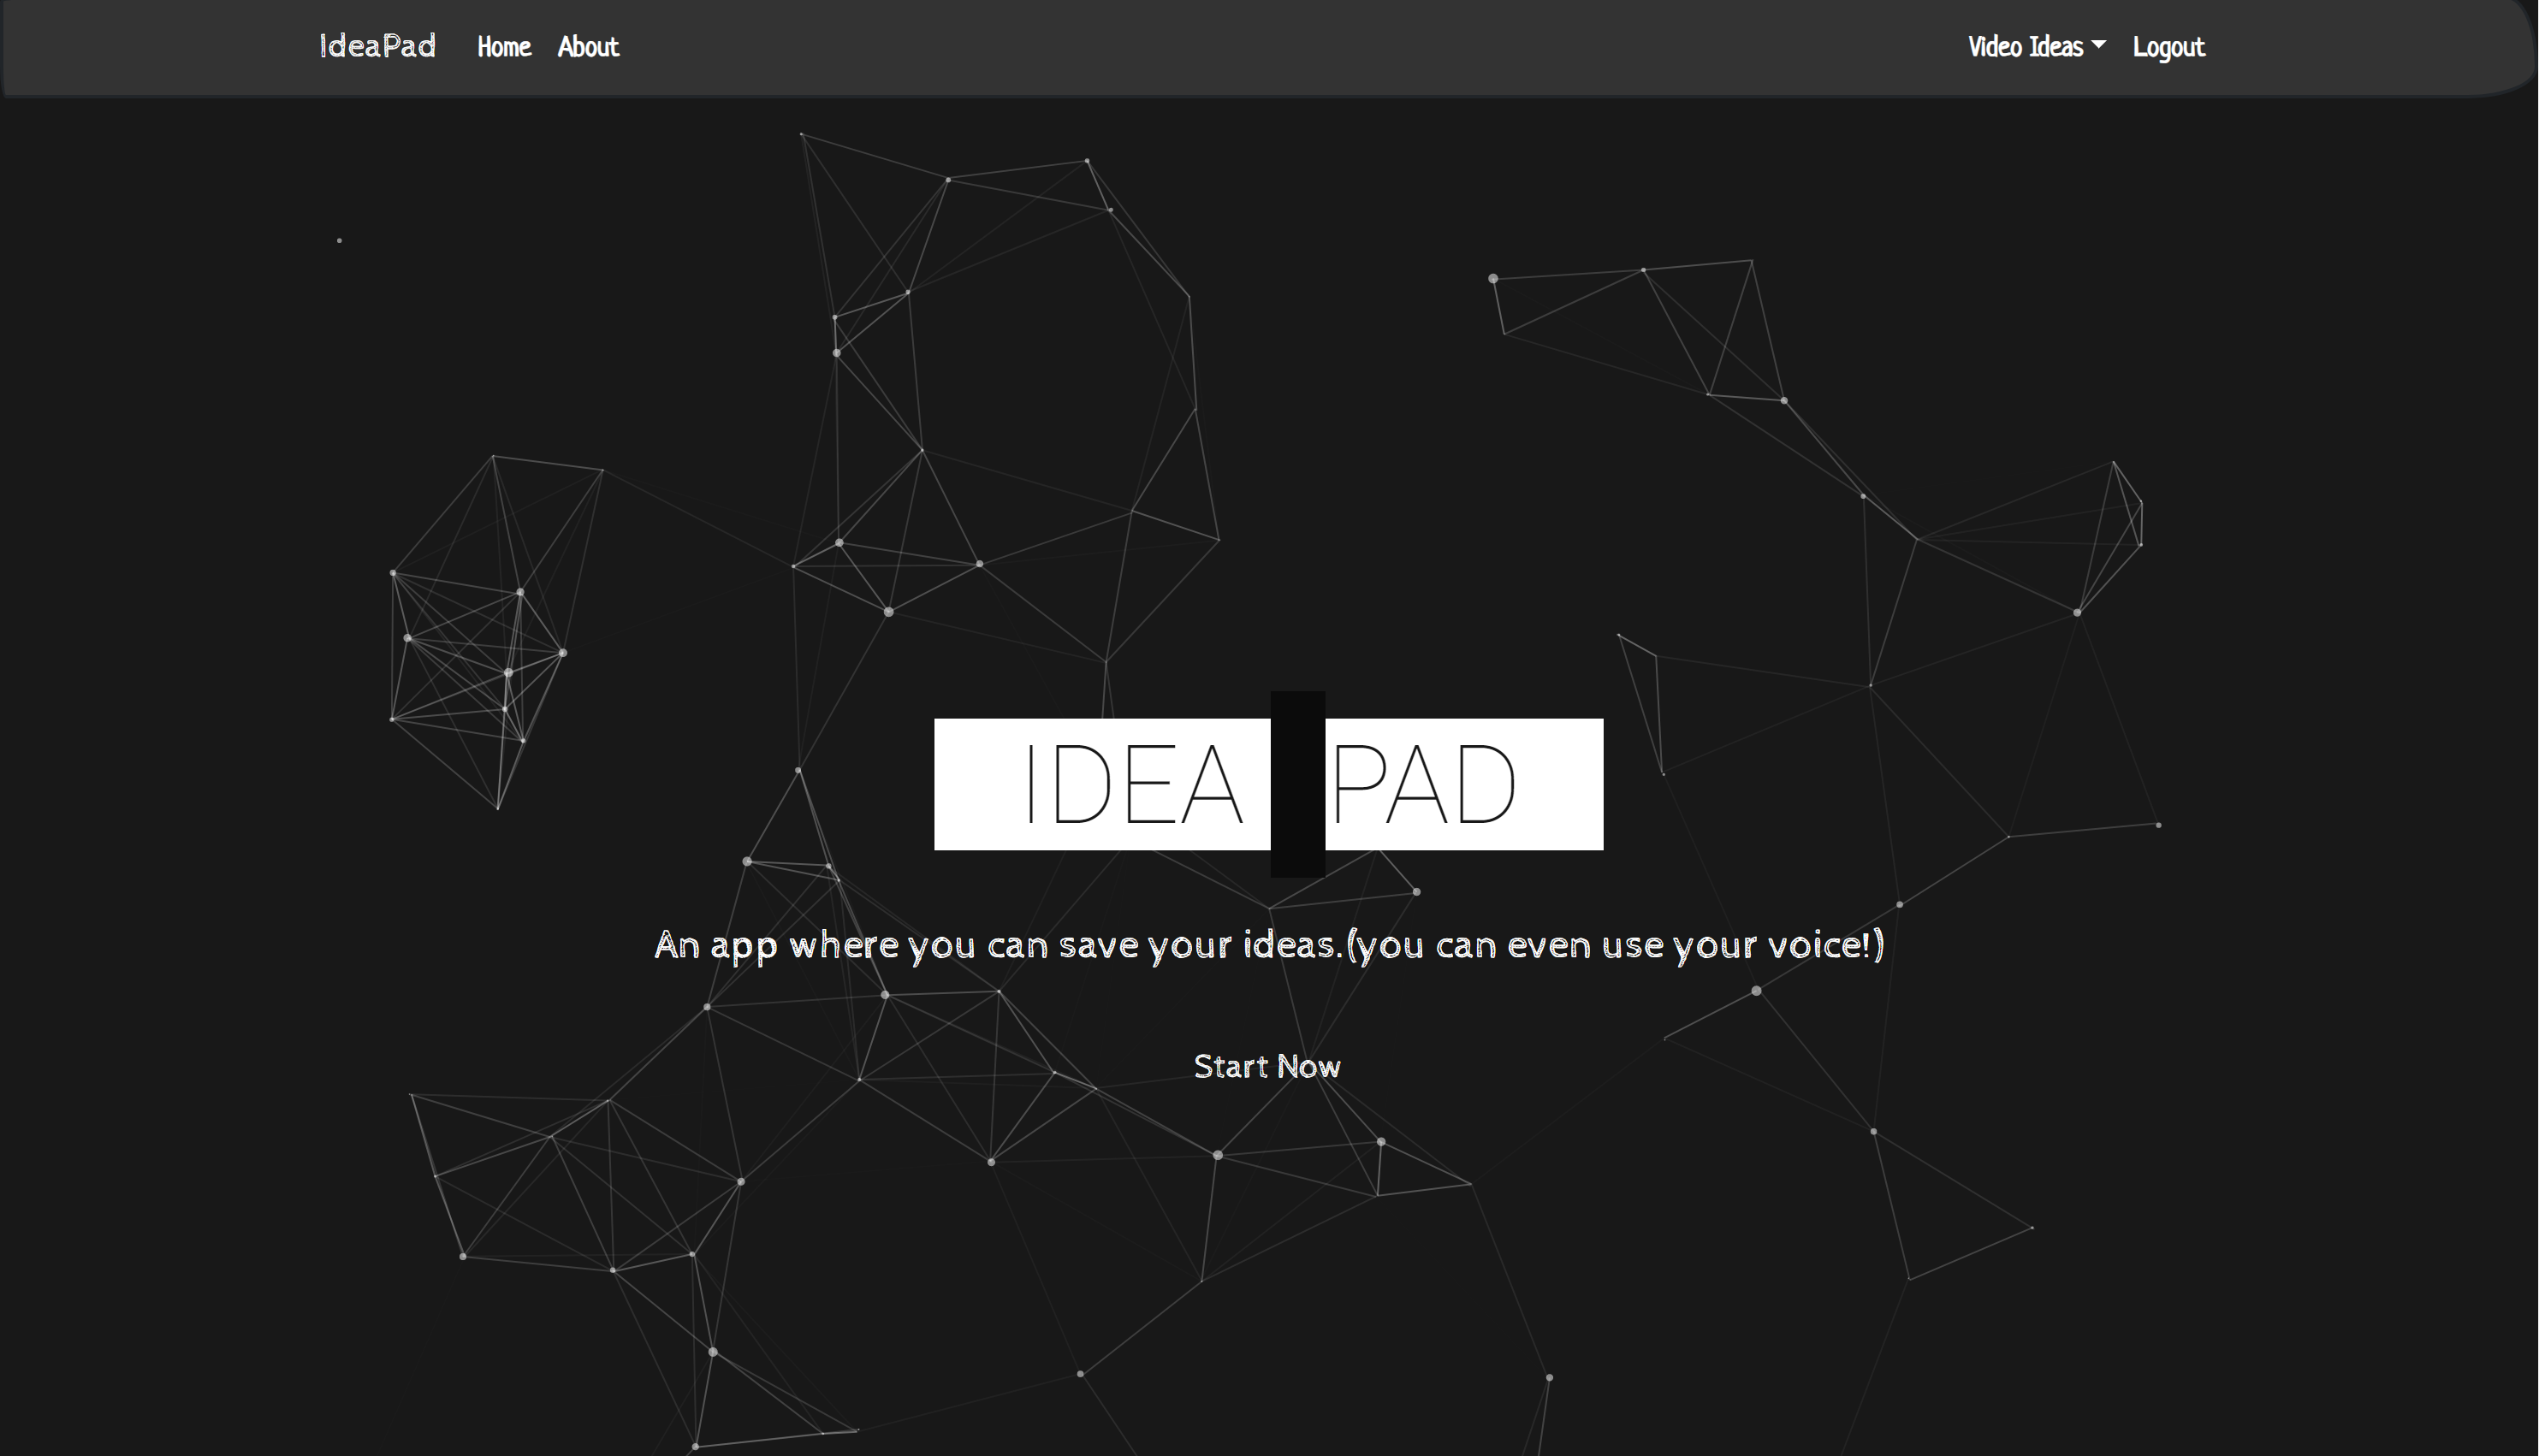 IdeaPad Home About Video Ideas Logout
IDEA PAD
An app where you can save your ideas.(you can even use your voice!)
Start Now